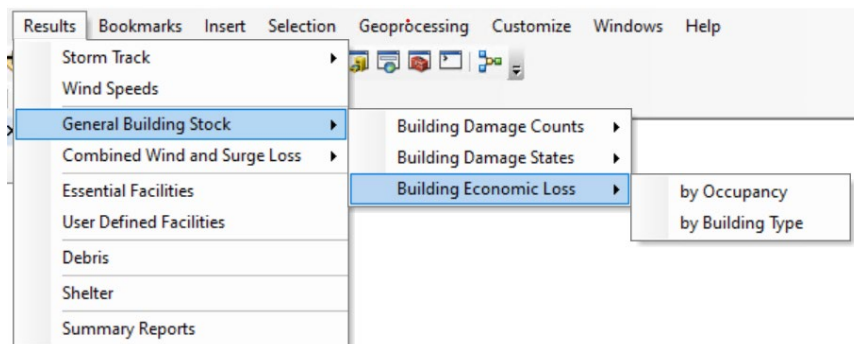 Results Bookmarks Insert Selection Geoprocessing Customize Windows Help
Storm Track
Wind Speeds
General Building Stock
Combined Wind and Surge Loss
Essential Facilities
User Defined Facilities
Debris
Shelter
Summary Reports
Building Damage Counts
Building Damage States
Building Economic Loss
by Occupancy
by Building Type